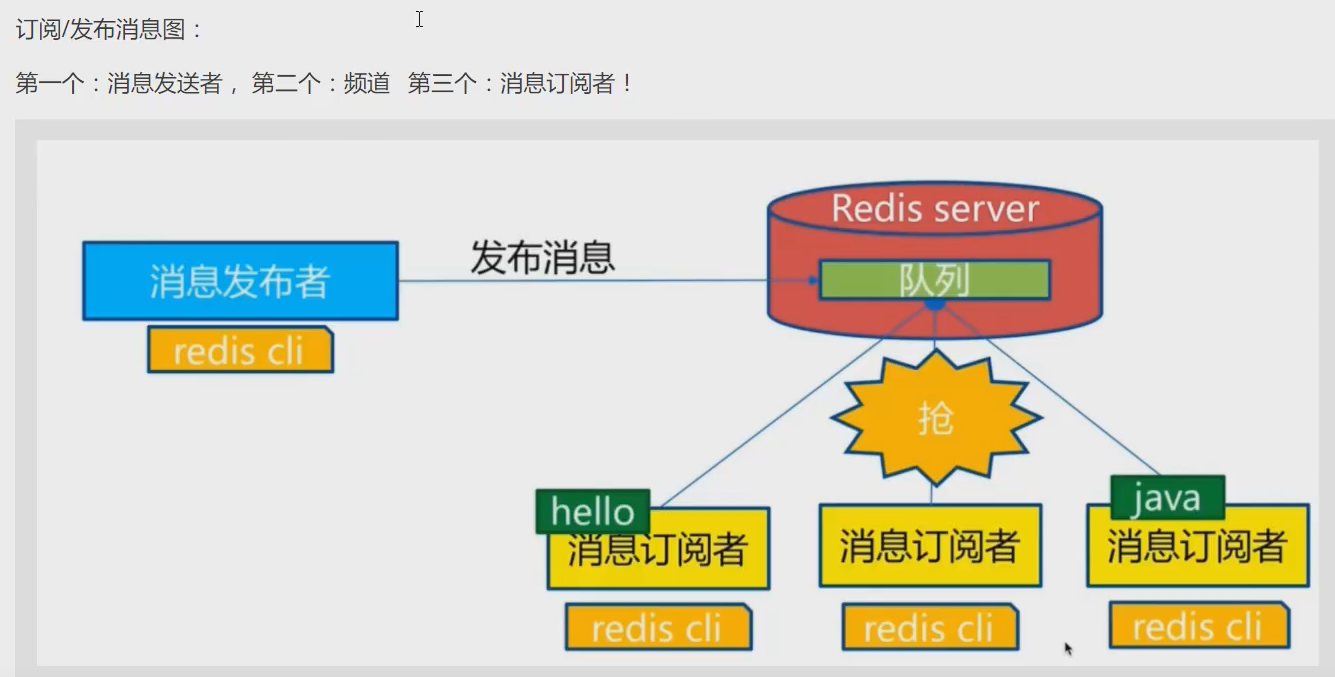 订阅/发布消息图：
第一个：消息发送者， 第二个：频道 第三个：消息订阅者！
Redis server
发布消息
消息发布者
队列
redis cli
抢
hello
java
消息订阅者
消息订阅者
消息订阅者
redis cli
redis cli
redis cli